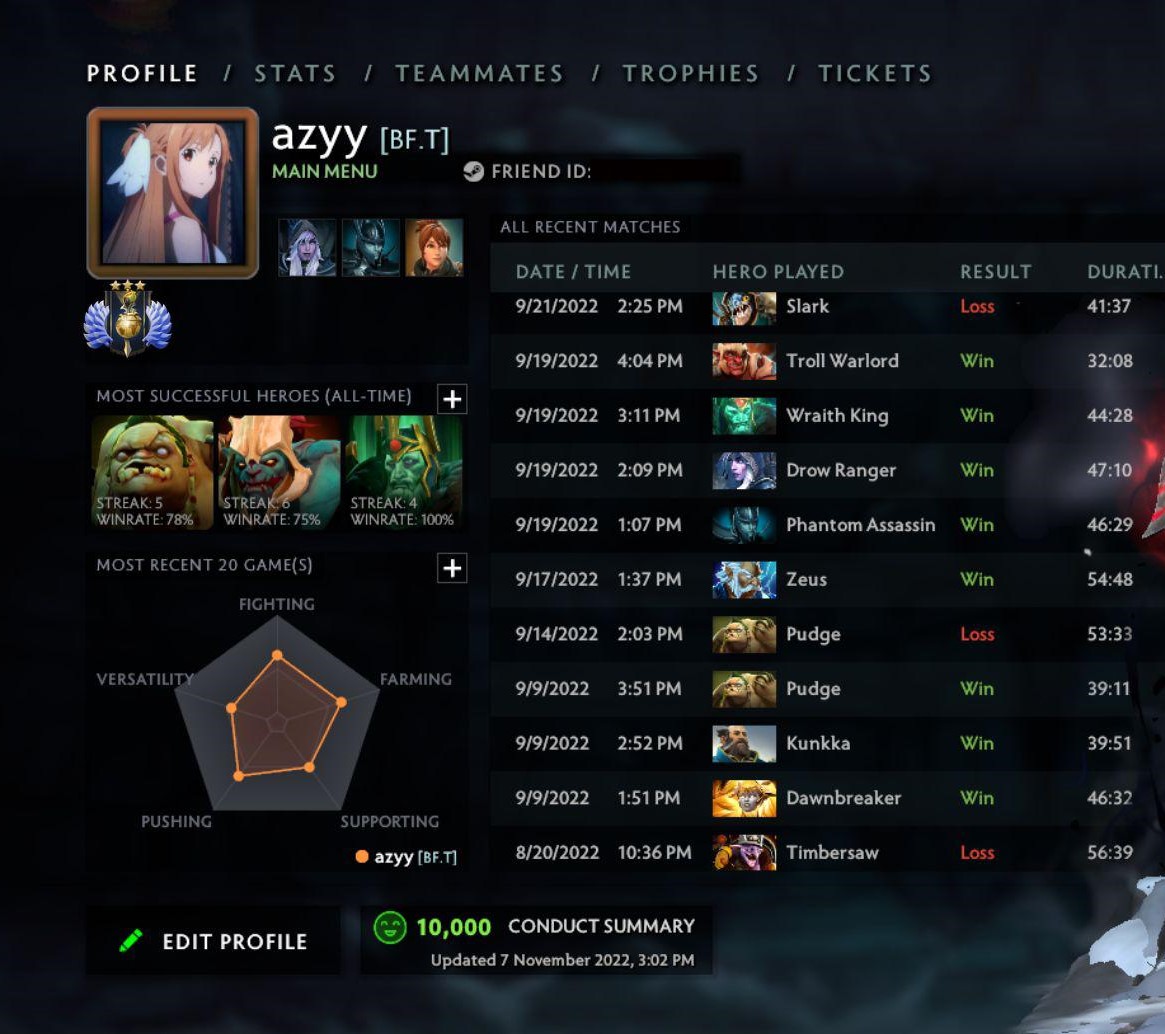 PROFILE / STATS / TEAMMATES / TROPHIES / TICKETS
azyy [BF.T]
MAIN MENU
FRIEND ID:
ALL RECENT MATCHES
DATE / TIME HERO PLAYED RESULT DURATI.
9/21/2022 2:25 PM Slark Loss 41:37
9/19/2022 4:04 PM Troll Warlord Win 32:08
9/19/2022 3:11 PM Wraith King Win 44:28
9/19/2022 2:09 PM Drow Ranger Win 47:10
9/19/2022 1:07 PM Phantom Assassin Win 46:29
9/17/2022 1:37 PM Zeus Win 54:48
9/14/2022 2:03 PM Pudge Loss 53:33
9/9/2022 3:51 PM Pudge Win 39:11
9/9/2022 2:52 PM Kunkka Win 39:51
9/9/2022 1:51 PM Dawnbreaker Win 46:32
8/20/2022 10:36 PM Timbersaw Loss 56:39
MOST SUCCESSFUL HEROES (ALL-TIME) +
STREAK: 5 STREAK: 6 STREAK: 4
WINRATE: 78% WINRATE: 75% WINRATE: 100%
MOST RECENT 20 GAME(S) +
FIGHTING
VERSATILITY FARMING
PUSHING SUPPORTING
azyy [BF.T]
EDIT PROFILE
10,000 CONDUCT SUMMARY
Updated 7 November 2022, 3:02 PM